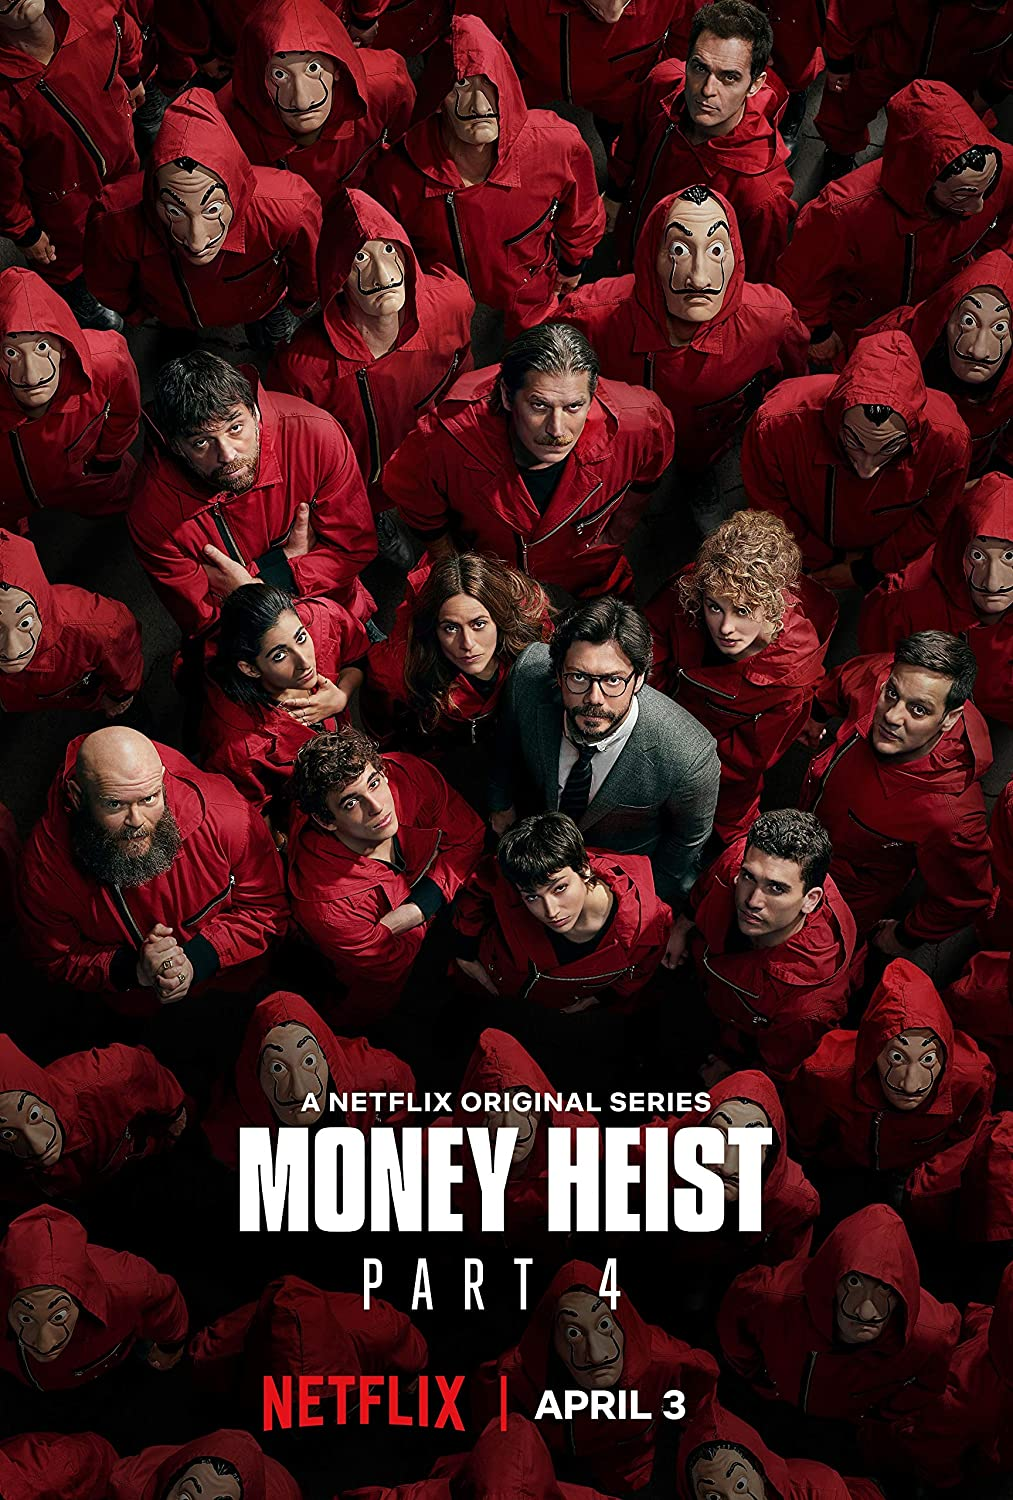 A NETFLIX ORIGINAL SERIES
MONEY HEIST
PART 4
NETFLIX | APRIL 3